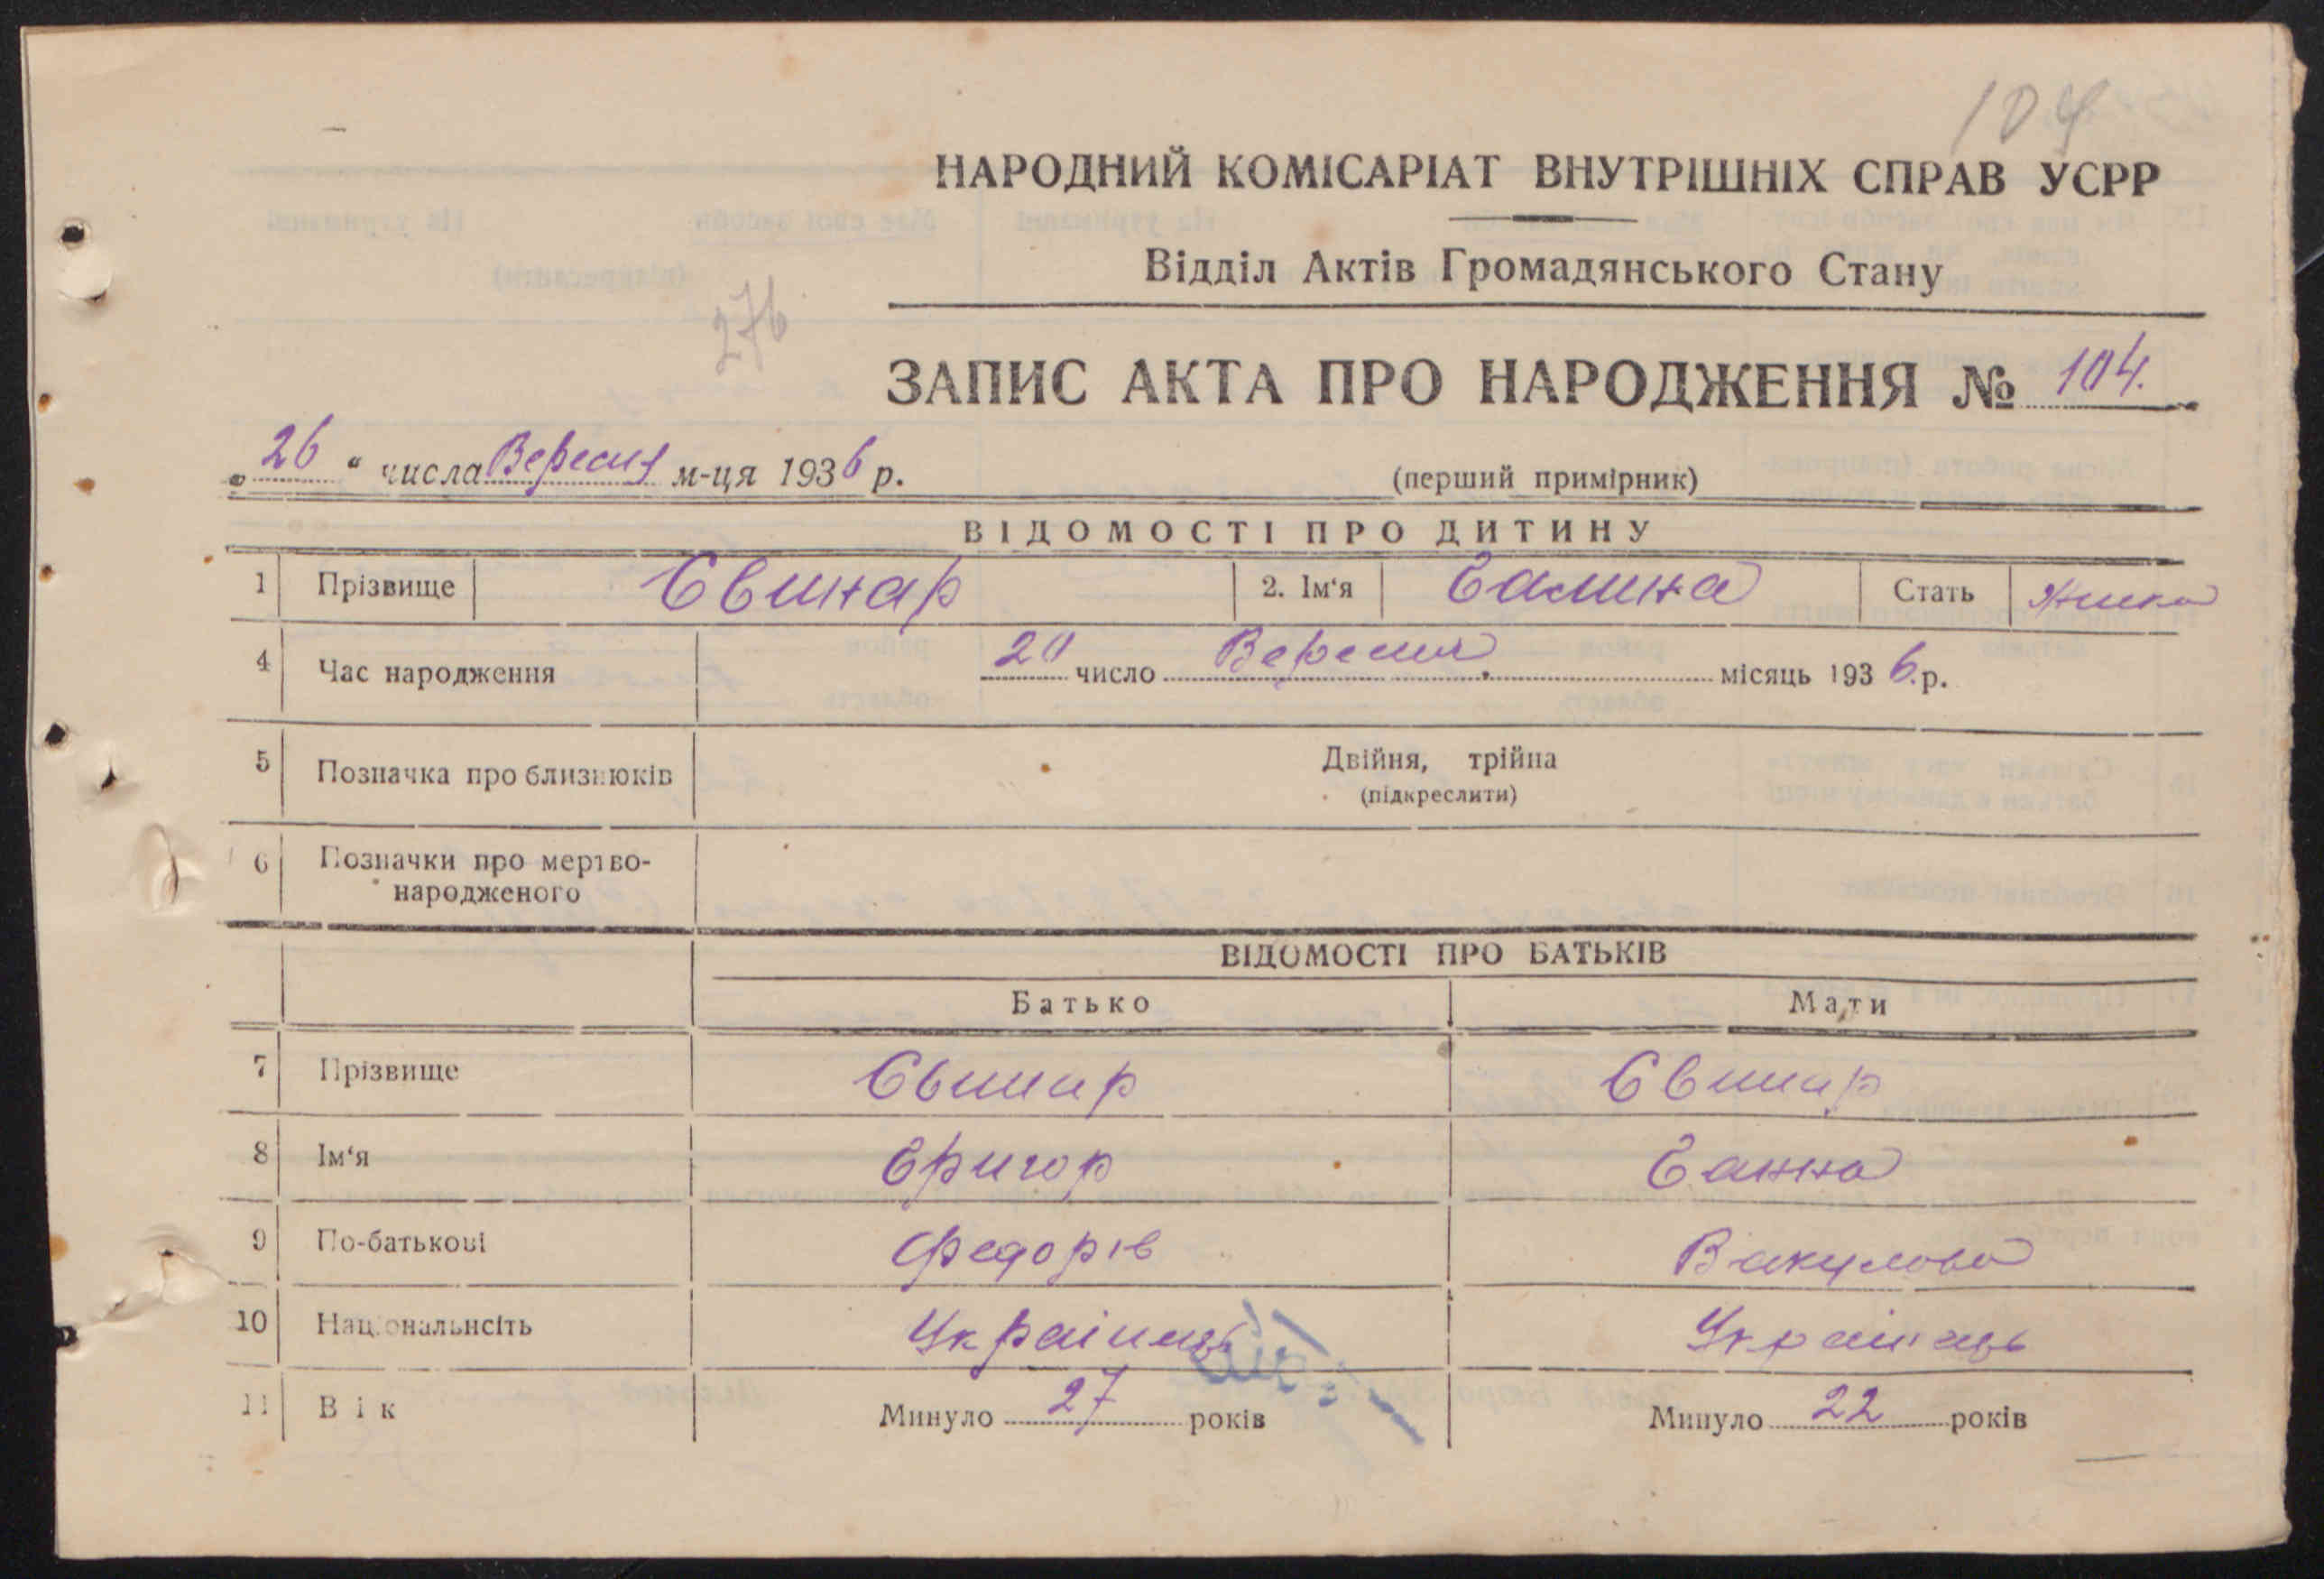 104
НАРОДНИЙ КОМІСАРІАТ ВНУТРІШНІХ СПРАВ УСРР
Відділ Актів Громадянського Стану
276
ЗАПИС АКТА ПРО НАРОДЖЕННЯ № 104.
„26“ числа Вересня м-ця 1936 р.
(перший примірник)
ВІДОМОСТІ ПРО ДИТИНУ
1 Прізвище Свинар 2. Ім‘я Галина Стать
4 Час народження 20 число Вересня місяць 1936 р.
5 Позначка про близнюків Двійня, трійна
(підкреслити)
6 Позначки про мертво-
народженого
ВІДОМОСТІ ПРО БАТЬКІВ
Батько Мати
7 Прізвище Свинар Свинар
8 Ім‘я Григор Ганна
9 По-батькові Федорів Вакулова
10 Національнсіть Українець Українець
11 Вік Минуло 27 років Минуло 22 років